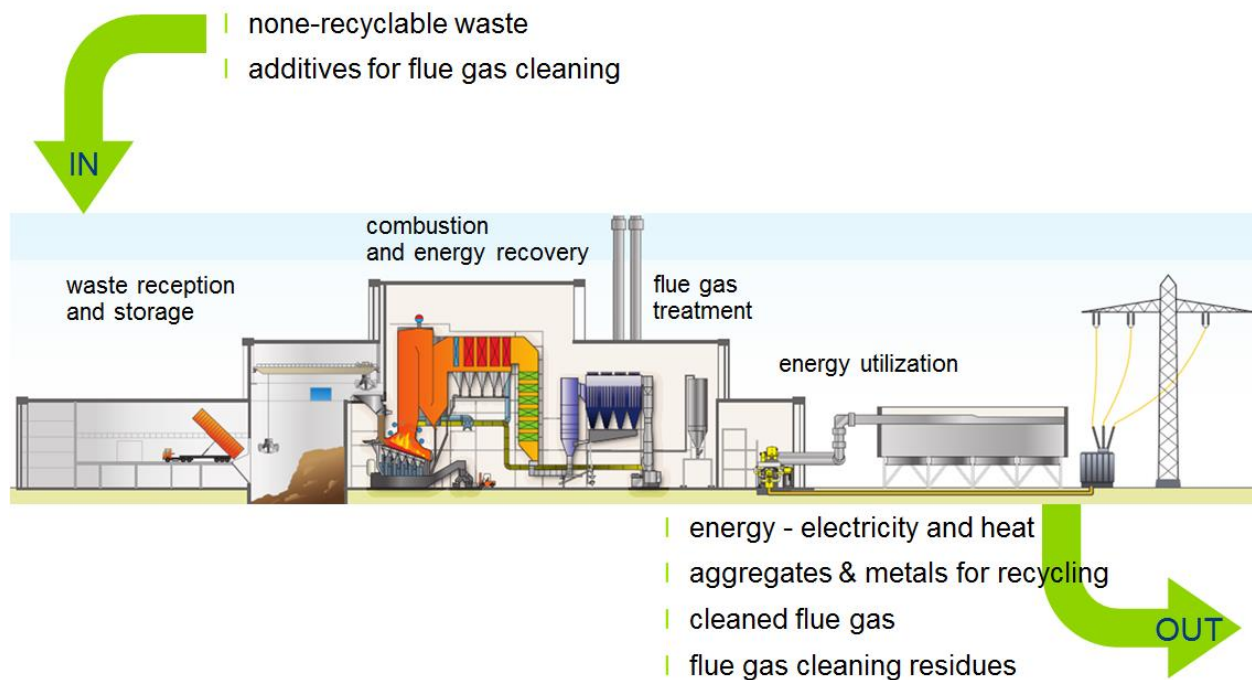 none-recyclable waste
additives for flue gas cleaning
IN
combustion
and energy recovery
waste reception
and storage
flue gas
treatment
energy utilization
energy - electricity and heat
aggregates & metals for recycling
cleaned flue gas
flue gas cleaning residues
OUT